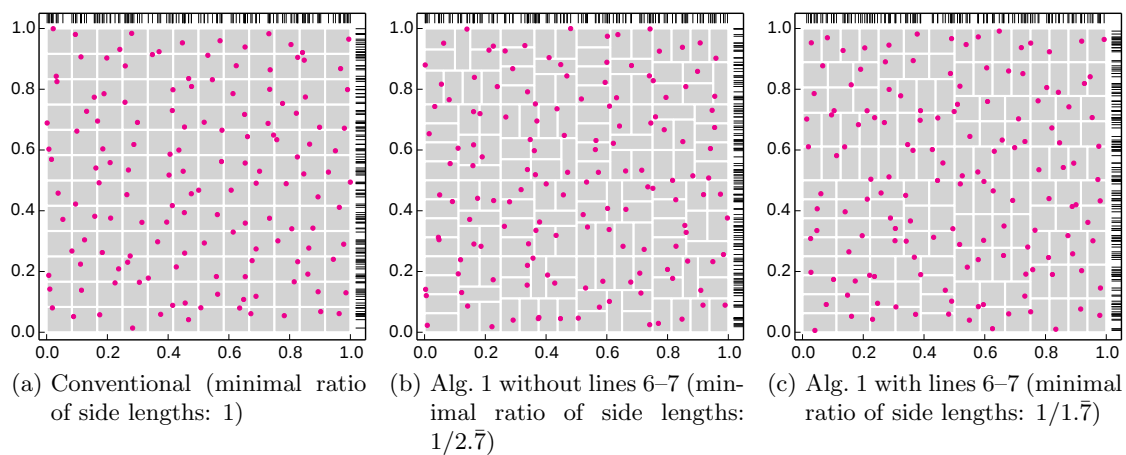 1.0
0.8
0.6
0.4
0.2
0.0
0.0 0.2 0.4 0.6 0.8 1.0
1.0
0.8
0.6
0.4
0.2
0.0
0.0 0.2 0.4 0.6 0.8 1.0
1.0
0.8
0.6
0.4
0.2
0.0
0.0 0.2 0.4 0.6 0.8 1.0
(a) Conventional (minimal ratio
of side lengths: 1)
(b) Alg. 1 without lines 6–7 (min-
imal ratio of side lengths:
1/2.7̄)
(c) Alg. 1 with lines 6–7 (minimal
ratio of side lengths: 1/1.7̄)